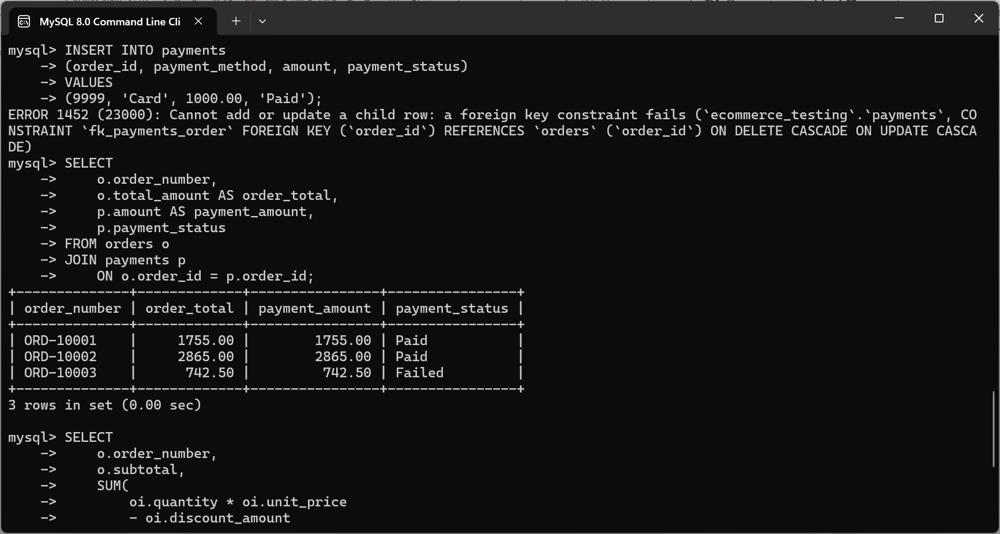 MySQL 8.0 Command Line Cli
mysql> INSERT INTO payments
    -> (order_id, payment_method, amount, payment_status)
    -> VALUES
    -> (9999, 'Card', 1000.00, 'Paid');
ERROR 1452 (23000): Cannot add or update a child row: a foreign key constraint fails (`ecommerce_testing`.`payments`, CO
NSTRAINT `fk_payments_order` FOREIGN KEY (`order_id`) REFERENCES `orders` (`order_id`) ON DELETE CASCADE ON UPDATE CASCA
DE)
mysql> SELECT
    ->     o.order_number,
    ->     o.total_amount AS order_total,
    ->     p.amount AS payment_amount,
    ->     p.payment_status
    -> FROM orders o
    -> JOIN payments p
    ->     ON o.order_id = p.order_id;
+--------------+-------------+----------------+----------------+
| order_number | order_total | payment_amount | payment_status |
+--------------+-------------+----------------+----------------+
| ORD-10001    |     1755.00 |        1755.00 | Paid           |
| ORD-10002    |     2865.00 |        2865.00 | Paid           |
| ORD-10003    |      742.50 |         742.50 | Failed         |
+--------------+-------------+----------------+----------------+
3 rows in set (0.00 sec)

mysql> SELECT
    ->     o.order_number,
    ->     o.subtotal,
    ->     SUM(
    ->         oi.quantity * oi.unit_price
    ->         - oi.discount_amount